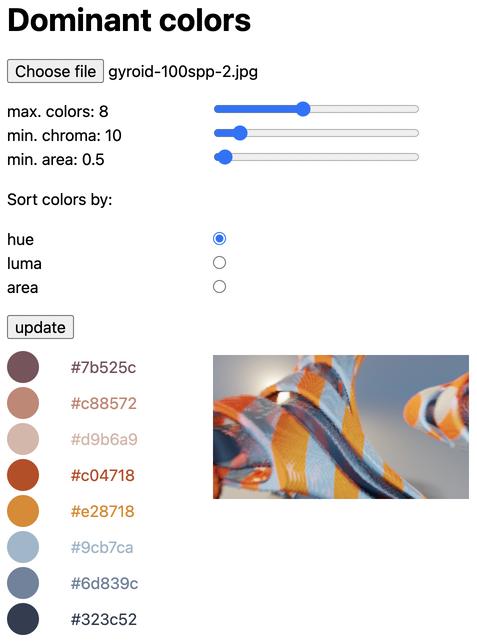 Dominant colors
Choose file gyroid-100spp-2.jpg
max. colors: 8
min. chroma: 10
min. area: 0.5
Sort colors by:
hue
luma
area
update
#7b525c
#c88572
#d9b6a9
#c04718
#e28718
#9cb7ca
#6d839c
#323c52